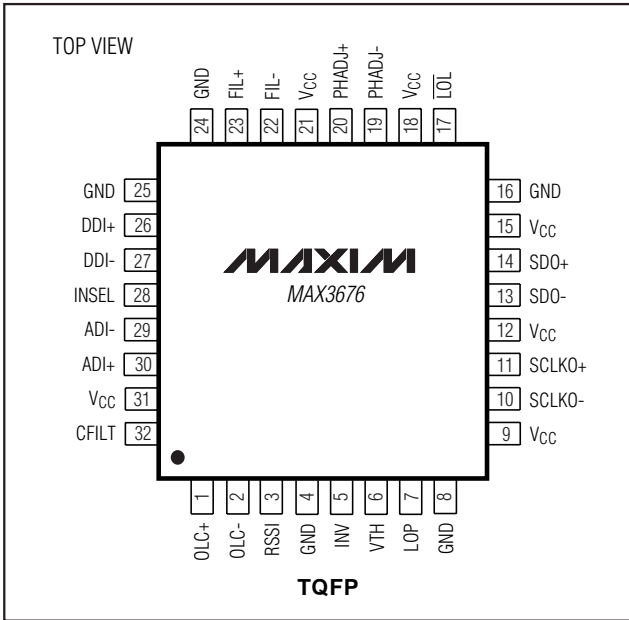 TOP VIEW
GND FIL+ FIL- VCC PHADJ+ PHADJ- VCC L̅O̅L̅
24 23 22 21 20 19 18 17
GND 25
DDI+ 26
DDI- 27
INSEL 28
ADI- 29
ADI+ 30
VCC 31
CFILT 32
MAXIM
MAX3676
16 GND
15 VCC
14 SDO+
13 SDO-
12 VCC
11 SCLKO+
10 SCLKO-
9 VCC
1 2 3 4 5 6 7 8
OLC+ OLC- RSSI GND INV VTH LOP GND
TQFP